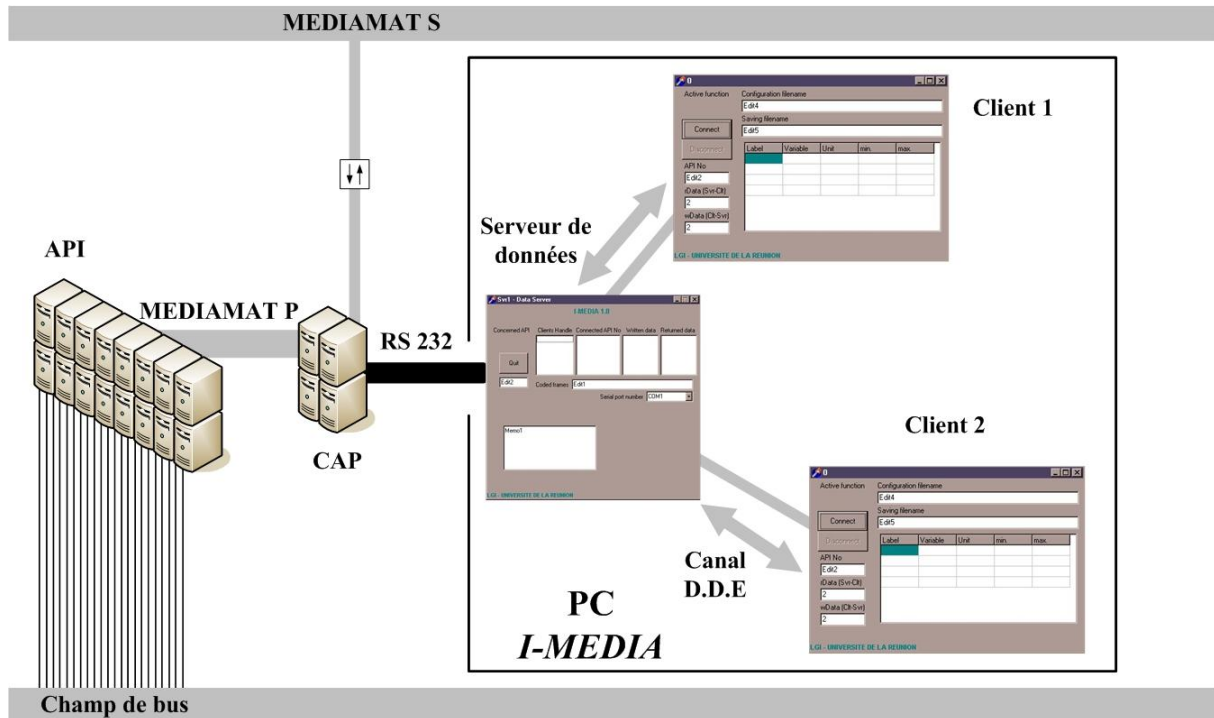 MEDIAMAT S
0
Active function
Configuration filename
Edit4
Saving filename
Connect
Edit5
Disconnect
Label Variable Unit min. max.
API No
Edit2
rData (Svr-Clt)
2
wData (Clt-Svr)
2
LGI - UNIVERSITE DE LA REUNION
Client 1
Serveur de
données
API
MEDIAMAT P
RS 232
CAP
Svr1 - Data Server
I-MEDIA 1.0
Concerned API Clients Handle Connected API No Written data Returned data
Quit
Edit2
Coded frames Edit1
Serial port number COM1
Memo1
LGI - UNIVERSITE DE LA REUNION
Client 2
0
Active function
Configuration filename
Edit4
Saving filename
Connect
Edit5
Disconnect
Label Variable Unit min. max.
API No
Edit2
rData (Svr-Clt)
2
wData (Clt-Svr)
2
LGI - UNIVERSITE DE LA REUNION
Canal
D.D.E
PC
I-MEDIA
Champ de bus